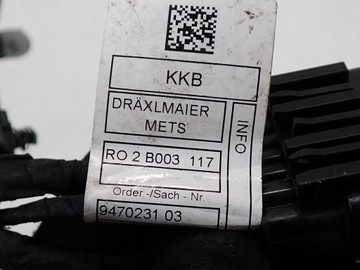 KKB
DRÄXLMAIER
METS
INFO
RO 2 B003 117
Order -/Sach - Nr.
9470231 03